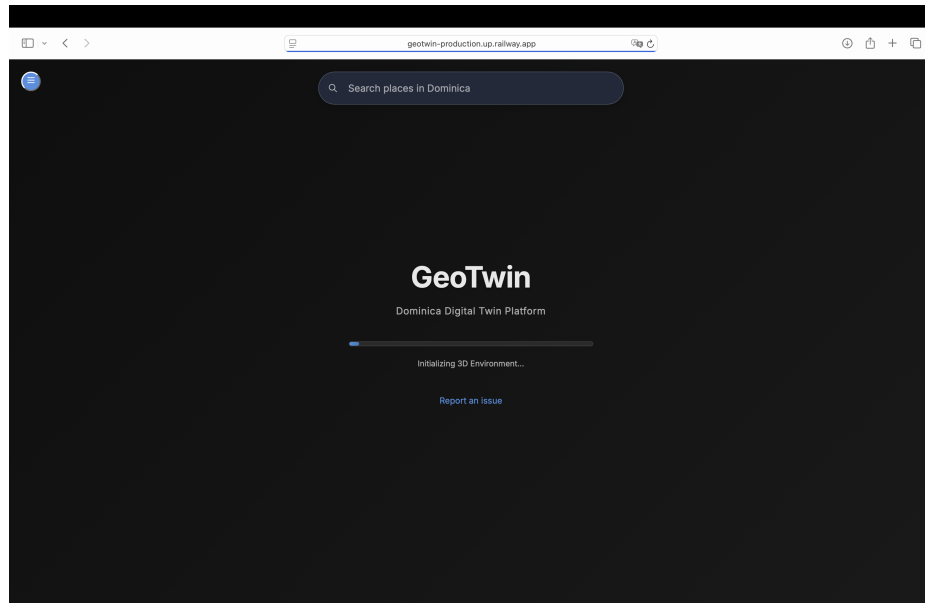 geotwin-production.up.railway.app
Search places in Dominica
GeoTwin
Dominica Digital Twin Platform
Initializing 3D Environment...
Report an issue